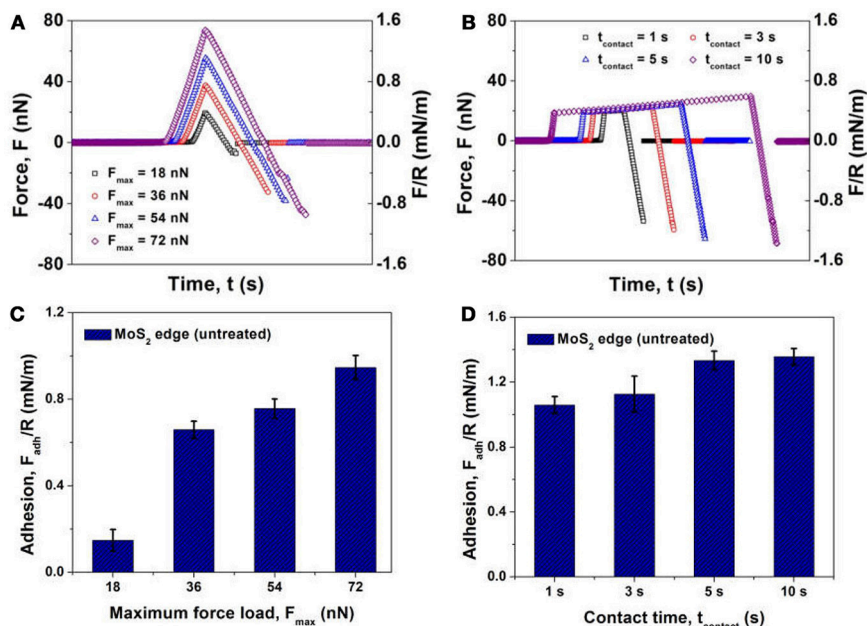 A
80
40
0
-40
-80
Force, F (nN)
1.6
0.8
0.0
-0.8
-1.6
F/R (mN/m)
F_max = 18 nN
F_max = 36 nN
F_max = 54 nN
F_max = 72 nN
Time, t (s)
B
80
40
0
-40
-80
Force, F (nN)
1.6
0.8
0.0
-0.8
-1.6
F/R (mN/m)
t_contact = 1 s t_contact = 3 s
t_contact = 5 s t_contact = 10 s
Time, t (s)
C
1.2
0.9
0.6
0.3
0.0
Adhesion, F_adh/R (mN/m)
MoS₂ edge (untreated)
18 36 54 72
Maximum force load, F_max (nN)
D
1.6
1.2
0.8
0.4
0.0
Adhesion, F_adh/R (mN/m)
MoS₂ edge (untreated)
1 s 3 s 5 s 10 s
Contact time, t_contact (s)